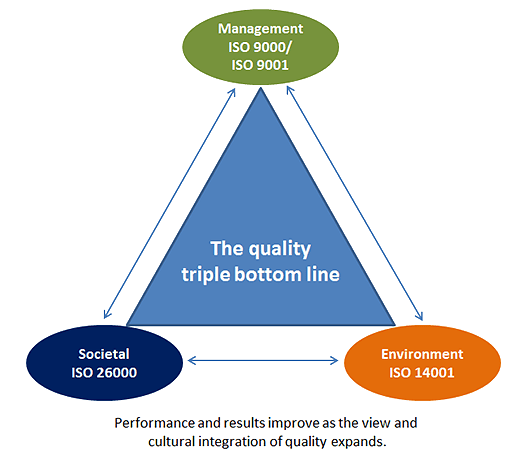 Management
ISO 9000/
ISO 9001
The quality
triple bottom line
Societal
ISO 26000
Environment
ISO 14001
Performance and results improve as the view and
cultural integration of quality expands.